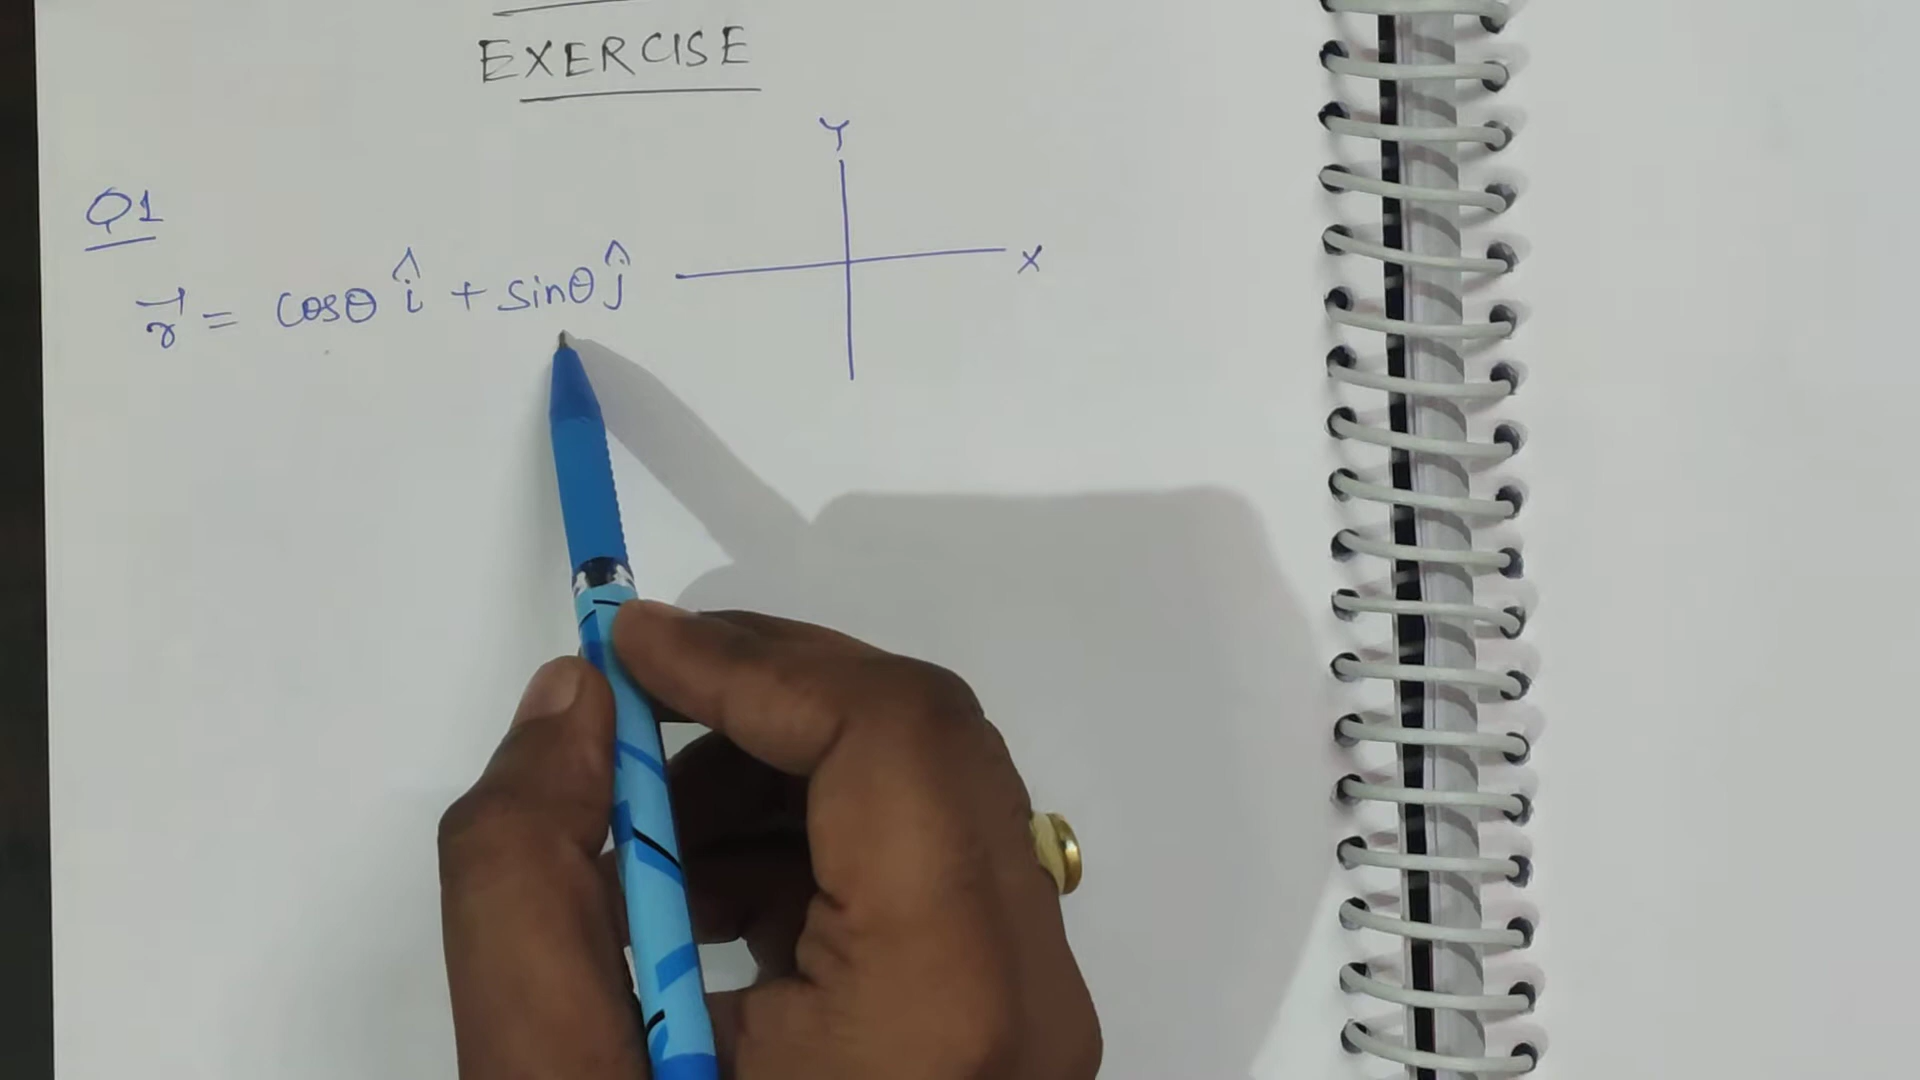 EXERCISE
Y
X
Q1
r⃗ = cosθ î + sinθ ĵ